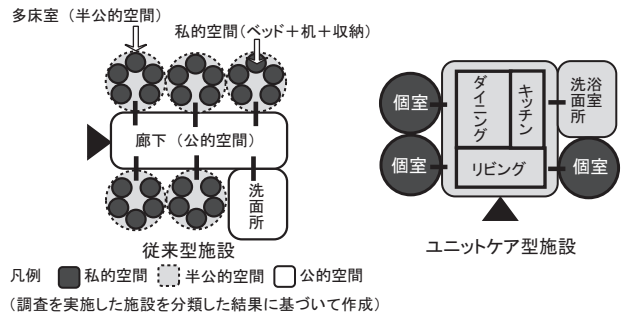 多床室（半公的空間）
私的空間（ベッド＋机＋収納）
廊下（公的空間）
洗面所
従来型施設
個室
個室
ダイニング
キッチン
リビング
浴室
洗面所
個室
ユニットケア型施設
凡例 私的空間 半公的空間 公的空間
（調査を実施した施設を分類した結果に基づいて作成）